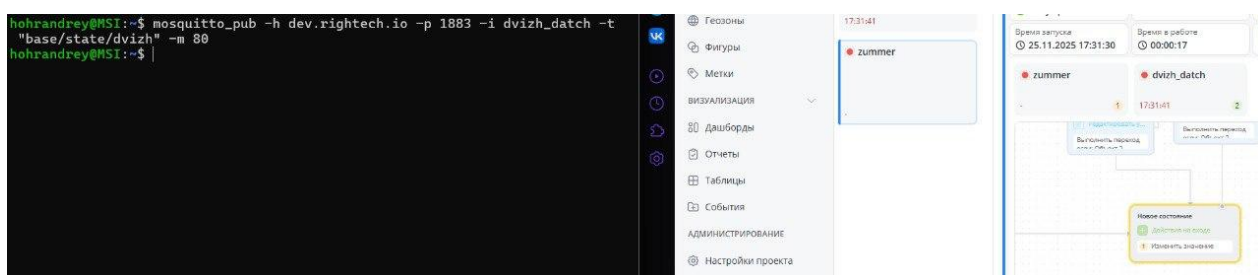 hohrandrey@MSI:~$ mosquitto_pub -h dev.rightech.io -p 1883 -i dvizh_datch -t
"base/state/dvizh" -m 80
hohrandrey@MSI:~$
Геозоны
Фигуры
Метки
ВИЗУАЛИЗАЦИЯ
Дашборды
Отчеты
Таблицы
События
АДМИНИСТРИРОВАНИЕ
Настройки проекта
17:31:41
zummer
-
Время запуска
25.11.2025 17:31:30
Время в работе
00:00:17
zummer
-
1
dvizh_datch
17:31:41
2
Выполнить переход
Выполнить переход
Новое состояние
Действия на входе
1 Изменить значение